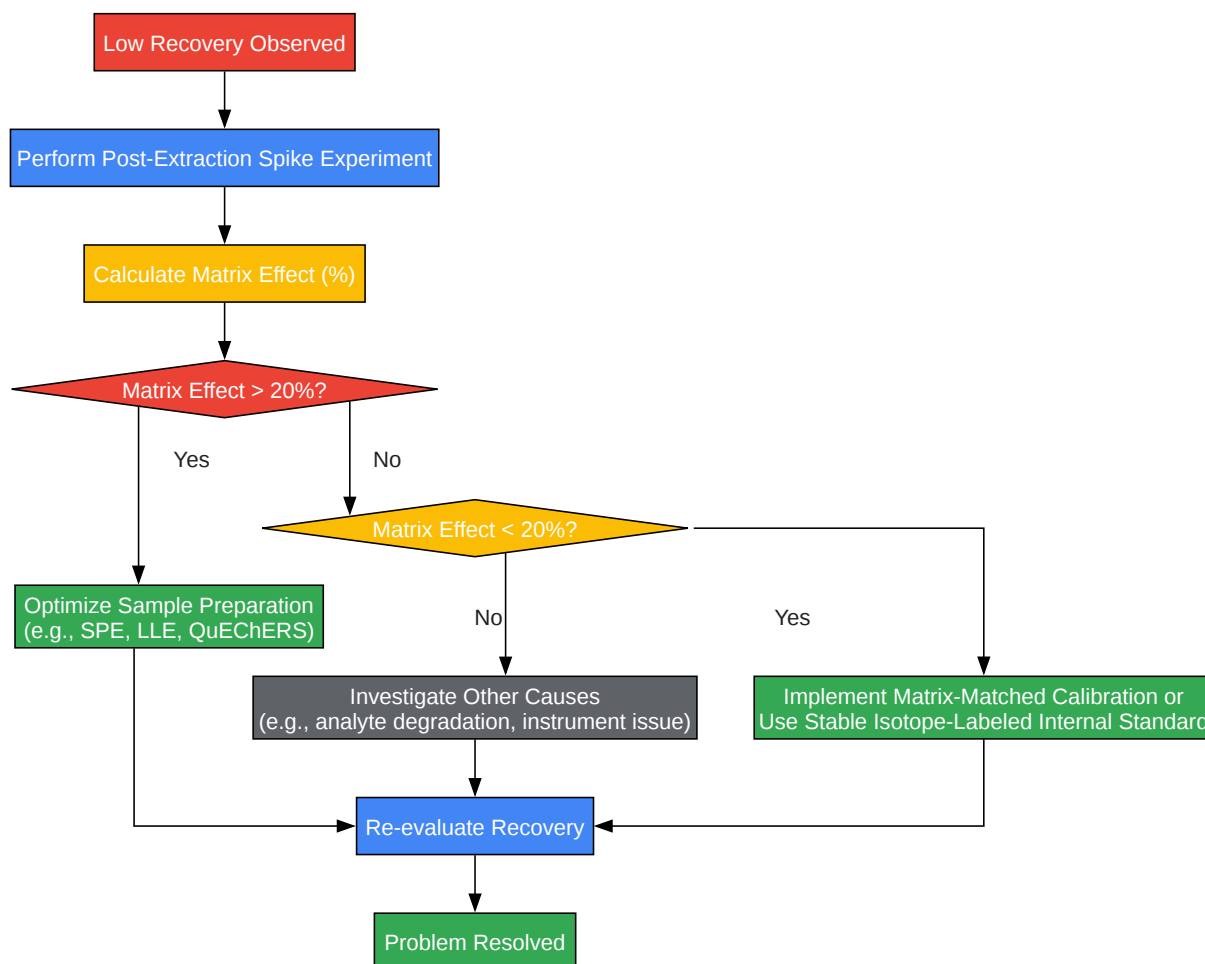 Low Recovery Observed
Perform Post-Extraction Spike Experiment
Calculate Matrix Effect (%)
Matrix Effect > 20%?
Yes
No
Matrix Effect < 20%?
Optimize Sample Preparation
(e.g., SPE, LLE, QuEChERS)
No
Yes
Investigate Other Causes
(e.g., analyte degradation, instrument issue)
Implement Matrix-Matched Calibration or
Use Stable Isotope-Labeled Internal Standard
Re-evaluate Recovery
Problem Resolved